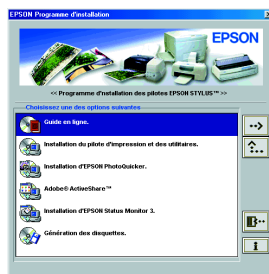 EPSON Programme d'installation
EPSON
<< Programme d'installation des pilotes EPSON STYLUS™ >>
Choisissez une des options suivantes
Guide en ligne.
Installation du pilote d'impression et des utilitaires.
Installation d'EPSON PhotoQuicker.
Adobe® ActiveShare™
Installation d'EPSON Status Monitor 3.
Génération des disquettes.